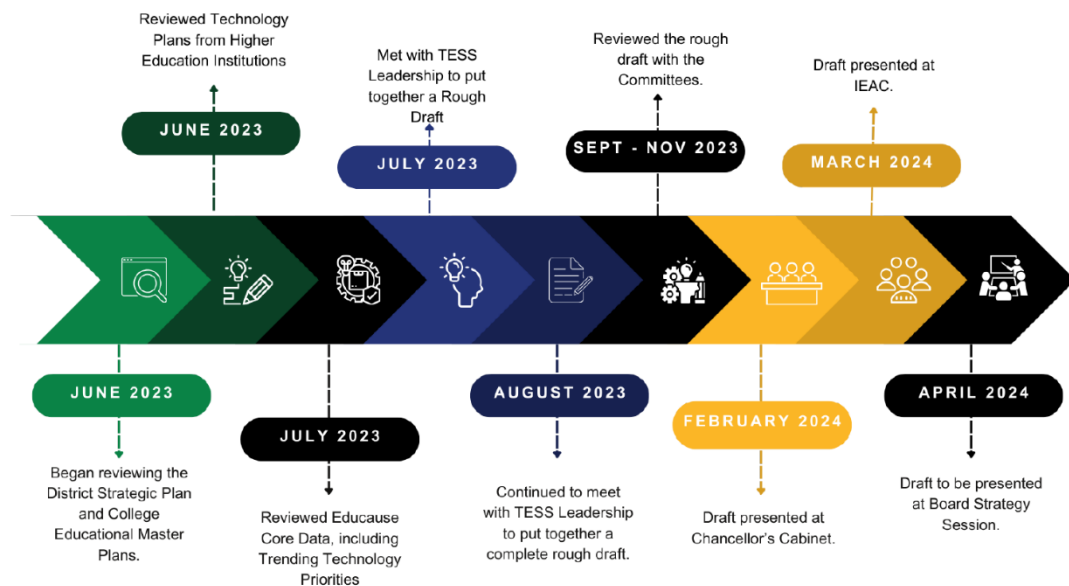 Reviewed Technology
Plans from Higher
Education Institutions
JUNE 2023
Met with TESS
Leadership to put
together a Rough
Draft
JULY 2023
Reviewed the rough
draft with the
Committees.
SEPT - NOV 2023
Draft presented at
IEAC.
MARCH 2024
JUNE 2023
Began reviewing the
District Strategic Plan
and College
Educational Master
Plans.
JULY 2023
Reviewed Educause
Core Data, including
Trending Technology
Priorities
AUGUST 2023
Continued to meet
with TESS Leadership
to put together a
complete rough draft.
FEBRUARY 2024
Draft presented at
Chancellor's Cabinet.
APRIL 2024
Draft to be presented
at Board Strategy
Session.